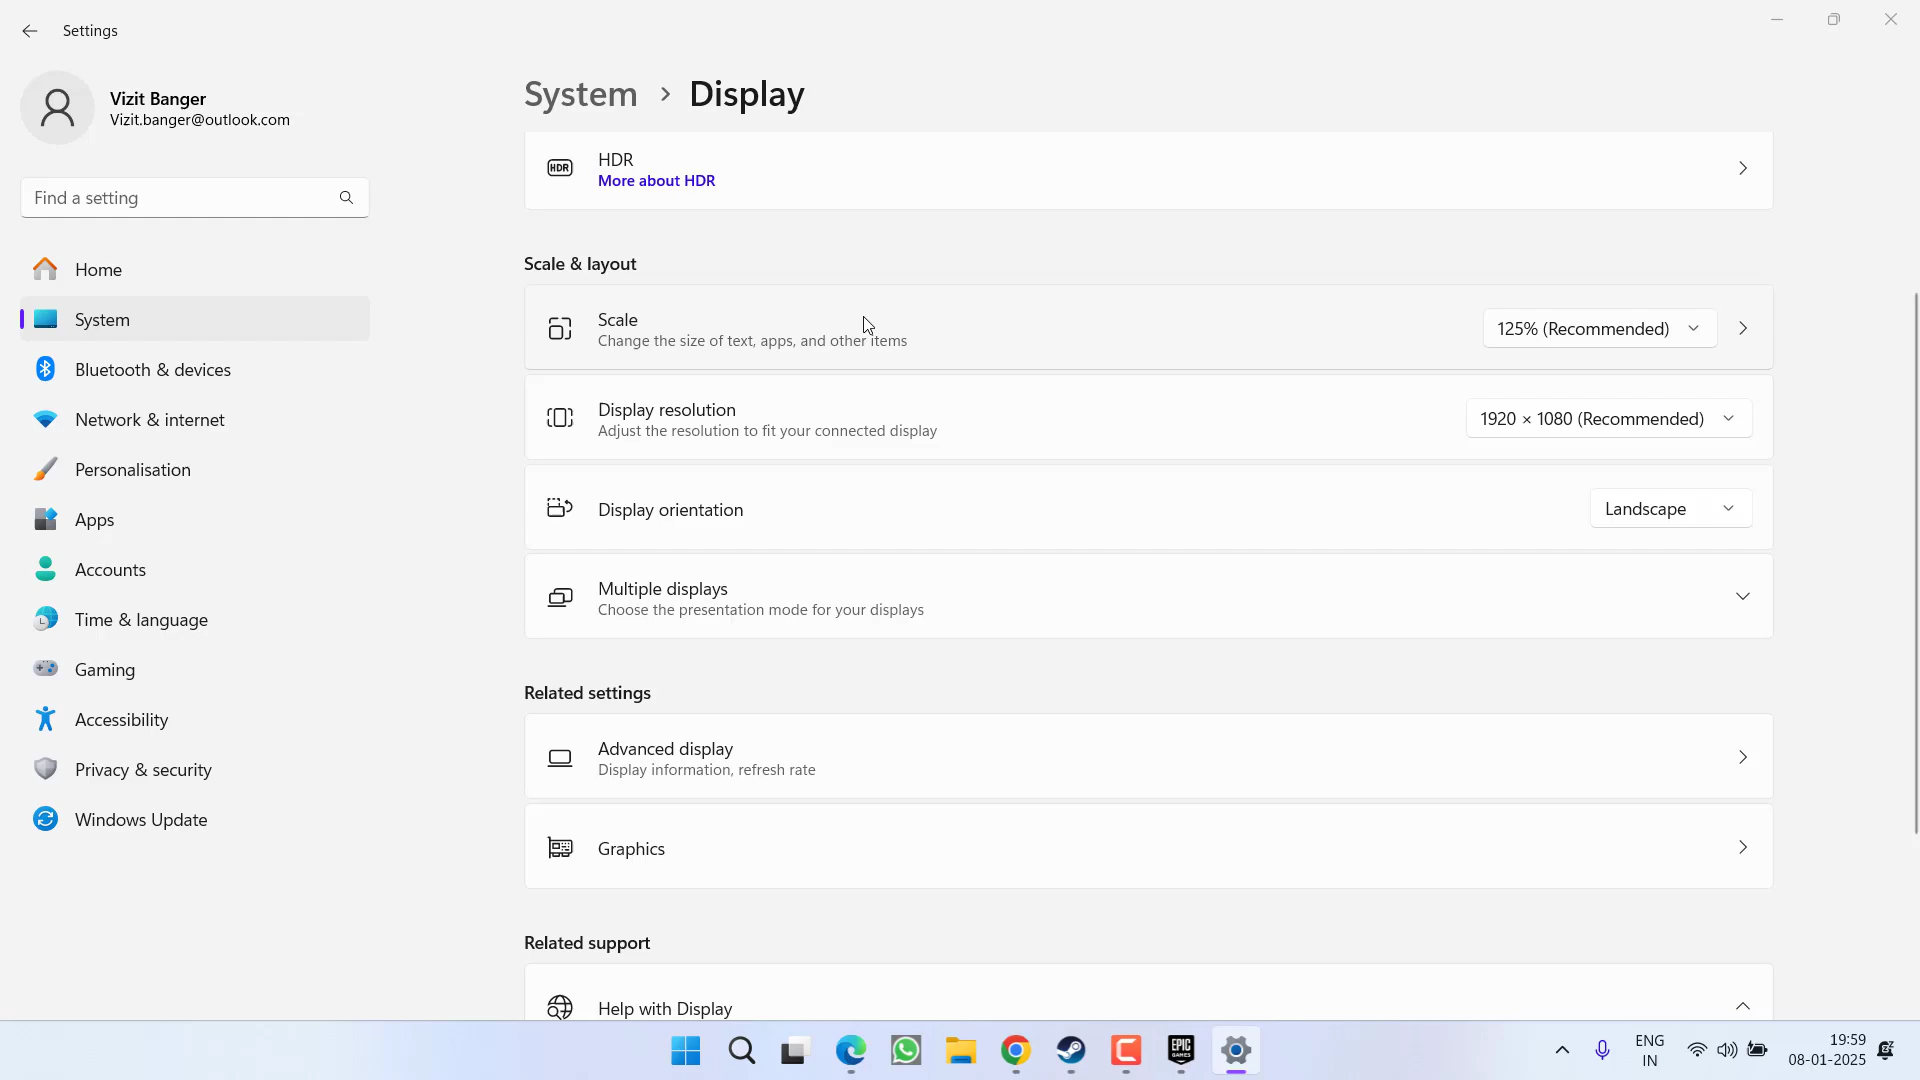 Settings
Vizit Banger
Vizit.banger@outlook.com
Find a setting
Home
System
Bluetooth & devices
Network & internet
Personalisation
Apps
Accounts
Time & language
Gaming
Accessibility
Privacy & security
Windows Update
System > Display
HDR
HDR
More about HDR
Scale & layout
Scale
Change the size of text, apps, and other items
125% (Recommended)
Display resolution
Adjust the resolution to fit your connected display
1920 × 1080 (Recommended)
Display orientation
Landscape
Multiple displays
Choose the presentation mode for your displays
Related settings
Advanced display
Display information, refresh rate
Graphics
Related support
Help with Display
EPIC
GAMES
ENG
IN
19:59
08-01-2025